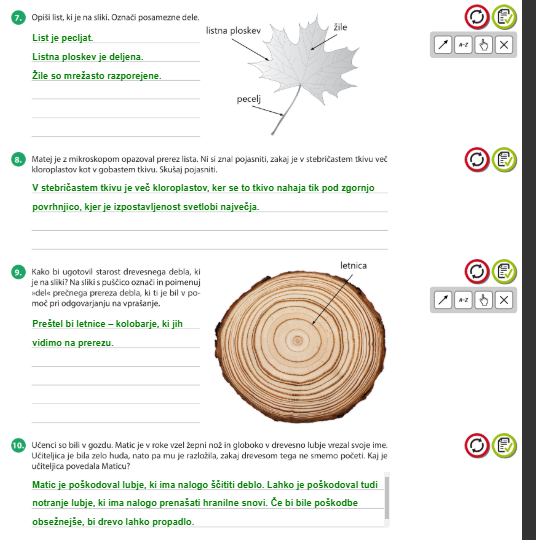 7. Opiši list, ki je na sliki. Označi posamezne dele.
List je pecljat.
Listna ploskev je deljena.
Žile so mrežasto razporejene.
listna ploskev
žile
pecelj
A-Ž
8. Matej je z mikroskopom opazoval prerez lista. Ni si znal pojasniti, zakaj je v stebričastem tkivu več
kloroplastov kot v gobastem tkivu. Skušaj pojasniti.
V stebričastem tkivu je več kloroplastov, ker se to tkivo nahaja tik pod zgornjo
povrhnjico, kjer je izpostavljenost svetlobi največja.
9. Kako bi ugotovil starost drevesnega debla, ki
je na sliki? Na sliki s puščico označi in poimenuj
»del« prečnega prereza debla, ki ti je bil v po-
moč pri odgovarjanju na vprašanje.
Preštel bi letnice – kolobarje, ki jih
vidimo na prerezu.
letnica
A-Ž
10. Učenci so bili v gozdu. Matic je v roke vzel žepni nož in globoko v drevesno lubje vrezal svoje ime.
Učiteljica je bila zelo huda, nato pa mu je razložila, zakaj drevesom tega ne smemo početi. Kaj je
učiteljica povedala Maticu?
Matic je poškodoval lubje, ki ima nalogo ščititi deblo. Lahko je poškodoval tudi
notranje lubje, ki ima nalogo prenašati hranilne snovi. Če bi bile poškodbe
obsežnejše, bi drevo lahko propadlo.